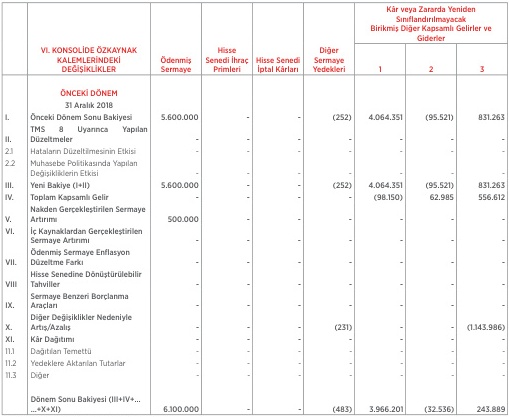 Kâr veya Zararda Yeniden
Sınıflandırılmayacak
Birikmiş Diğer Kapsamlı Gelirler ve
Giderler
VI. KONSOLİDE ÖZKAYNAK
KALEMLERİNDEKİ
DEĞİŞİKLİKLER
Ödenmiş
Sermaye
Hisse
Senedi İhraç
Primleri
Hisse Senedi
İptal Kârları
Diğer
Sermaye
Yedekleri
1 2 3
ÖNCEKİ DÖNEM
31 Aralık 2018
I. Önceki Dönem Sonu Bakiyesi 5.600.000 - - (252) 4.064.351 (95.521) 831.263
TMS 8 Uyarınca Yapılan
II. Düzeltmeler - - - - - - -
2.1 Hataların Düzeltilmesinin Etkisi - - - - - - -
2.2 Muhasebe Politikasında Yapılan
Değişikliklerin Etkisi - - - - - - -
III. Yeni Bakiye (I+II) 5.600.000 - - (252) 4.064.351 (95.521) 831.263
IV. Toplam Kapsamlı Gelir - - - - (98.150) 62.985 556.612
Nakden Gerçekleştirilen Sermaye
V. Artırımı 500.000 - - - - - -
VI. İç Kaynaklardan Gerçekleştirilen
Sermaye Artırımı - - - - - - -
Ödenmiş Sermaye Enflasyon
VII. Düzeltme Farkı - - - - - - -
Hisse Senedine Dönüştürülebilir
VIII Tahviller - - - - - - -
Sermaye Benzeri Borçlanma
IX. Araçları - - - - - - -
Diğer Değişiklikler Nedeniyle
X. Artış/Azalış - - - (231) - - (1.143.986)
XI. Kâr Dağıtımı - - - - - - -
11.1 Dağıtılan Temettü - - - - - - -
11.2 Yedeklere Aktarılan Tutarlar - - - - - - -
11.3 Diğer - - - - - - -
Dönem Sonu Bakiyesi (III+IV+...
...+X+XI) 6.100.000 - - (483) 3.966.201 (32.536) 243.889